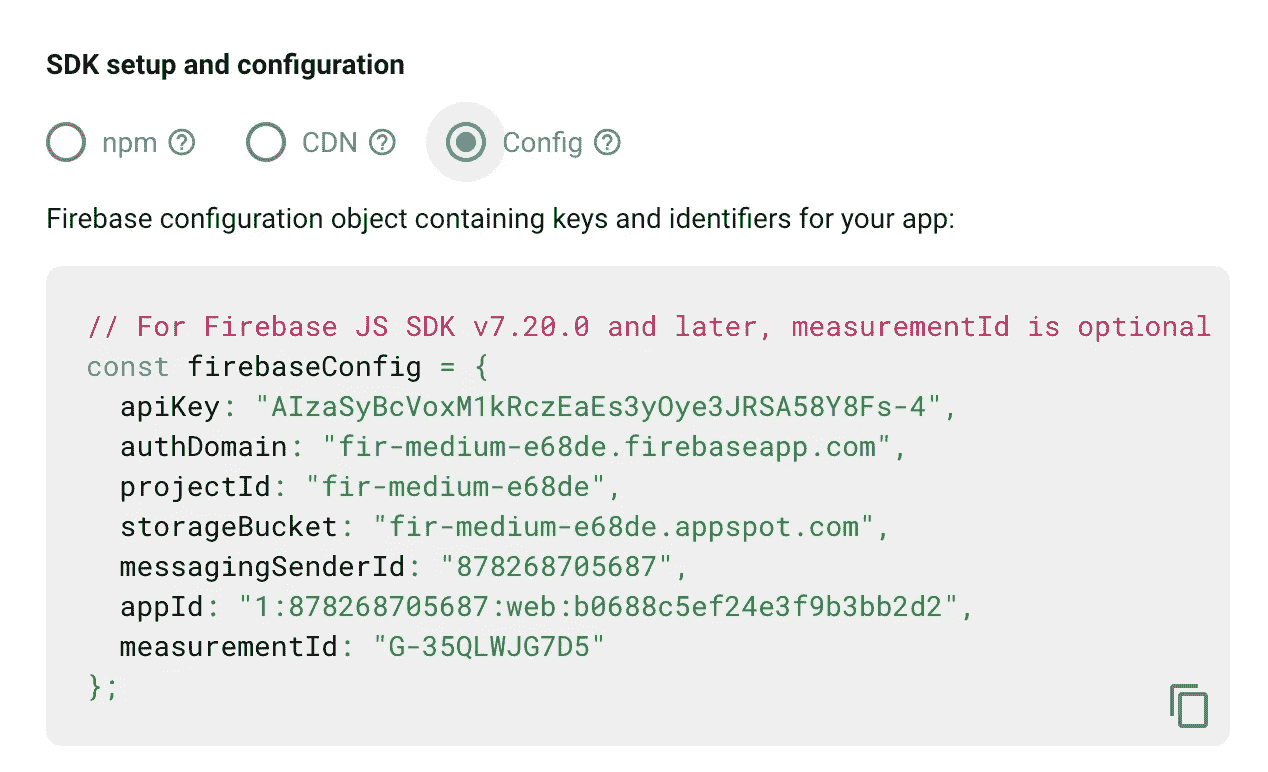 SDK setup and configuration
npm ? CDN ? Config ?
Firebase configuration object containing keys and identifiers for your app:
// For Firebase JS SDK v7.20.0 and later, measurementId is optional
const firebaseConfig = {
  apiKey: "AIzaSyBcVoxM1kRczEaEs3yOye3JRSA58Y8Fs-4",
  authDomain: "fir-medium-e68de.firebaseapp.com",
  projectId: "fir-medium-e68de",
  storageBucket: "fir-medium-e68de.appspot.com",
  messagingSenderId: "878268705687",
  appId: "1:878268705687:web:b0688c5ef24e3f9b3bb2d2",
  measurementId: "G-35QLWJG7D5"
};